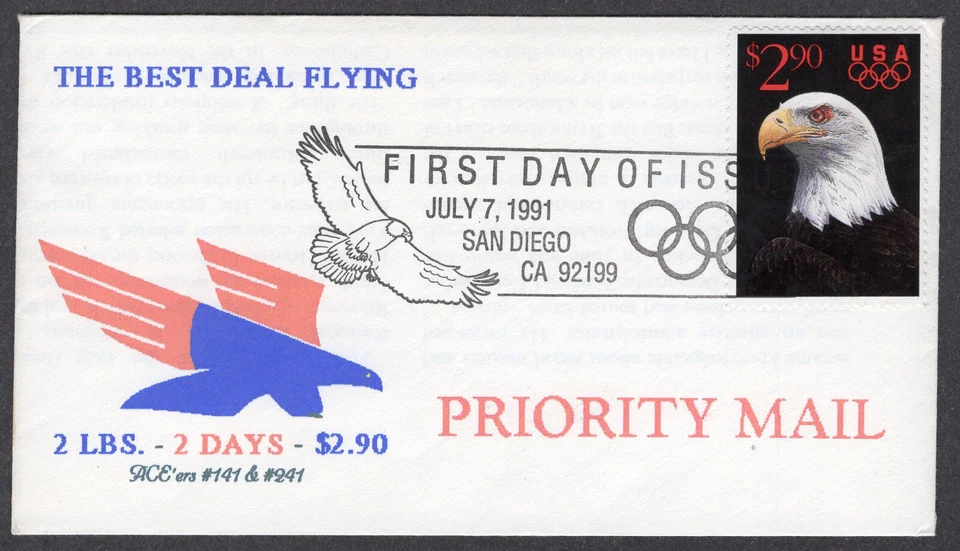 THE BEST DEAL FLYING
$2.90 USA
FIRST DAY OF ISS
JULY 7, 1991
SAN DIEGO
CA 92199
PRIORITY MAIL
2 LBS. - 2 DAYS - $2.90
ACE'ers #141 & #241